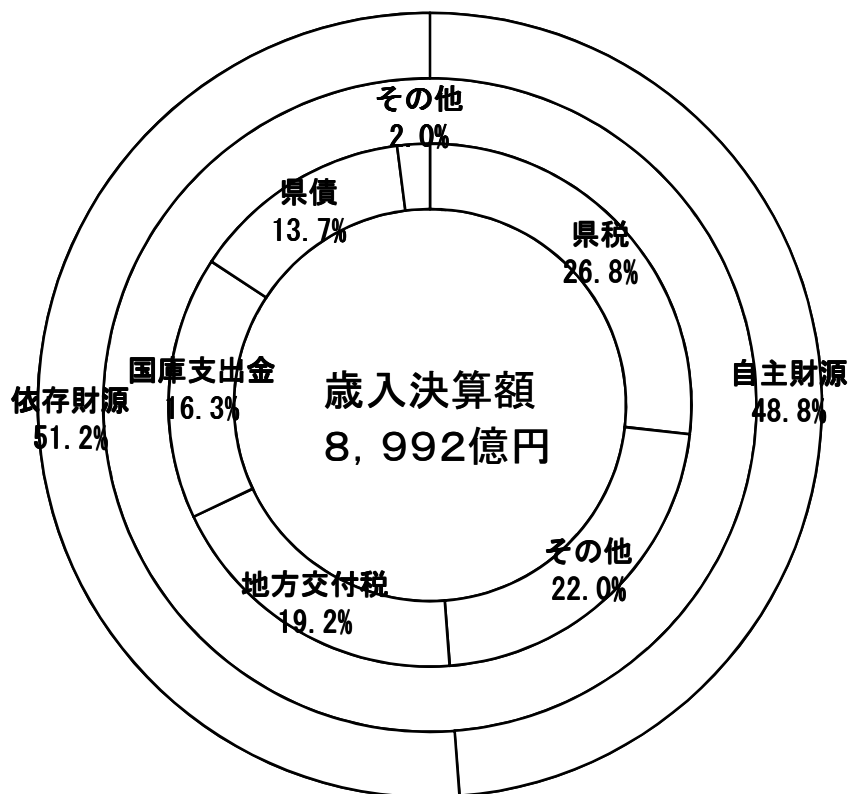 その他
2.0%
県債
13.7%
県税
26.8%
国庫支出金
16.3%
依存財源
51.2%
歳入決算額
８，９９２億円
自主財源
48.8%
その他
22.0%
地方交付税
19.2%